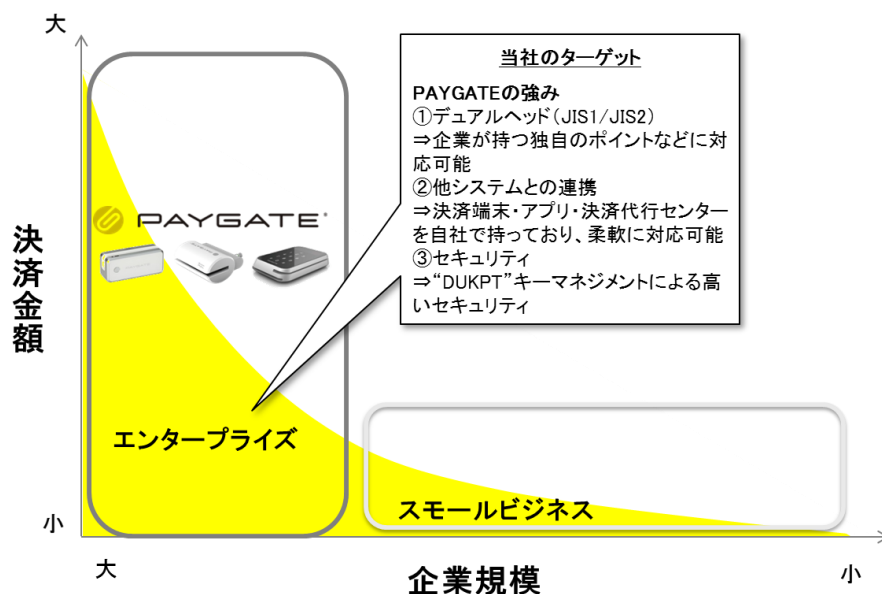 大
当社のターゲット
PAYGATEの強み
①デュアルヘッド(JIS1/JIS2)
⇒企業が持つ独自のポイントなどに対
応可能
②他システムとの連携
⇒決済端末・アプリ・決済代行センター
を自社で持っており、柔軟に対応可能
③セキュリティ
⇒“DUKPT”キーマネジメントによる高
いセキュリティ
PAYGATE
決済金額
エンタープライズ
スモールビジネス
小
大
企業規模
小